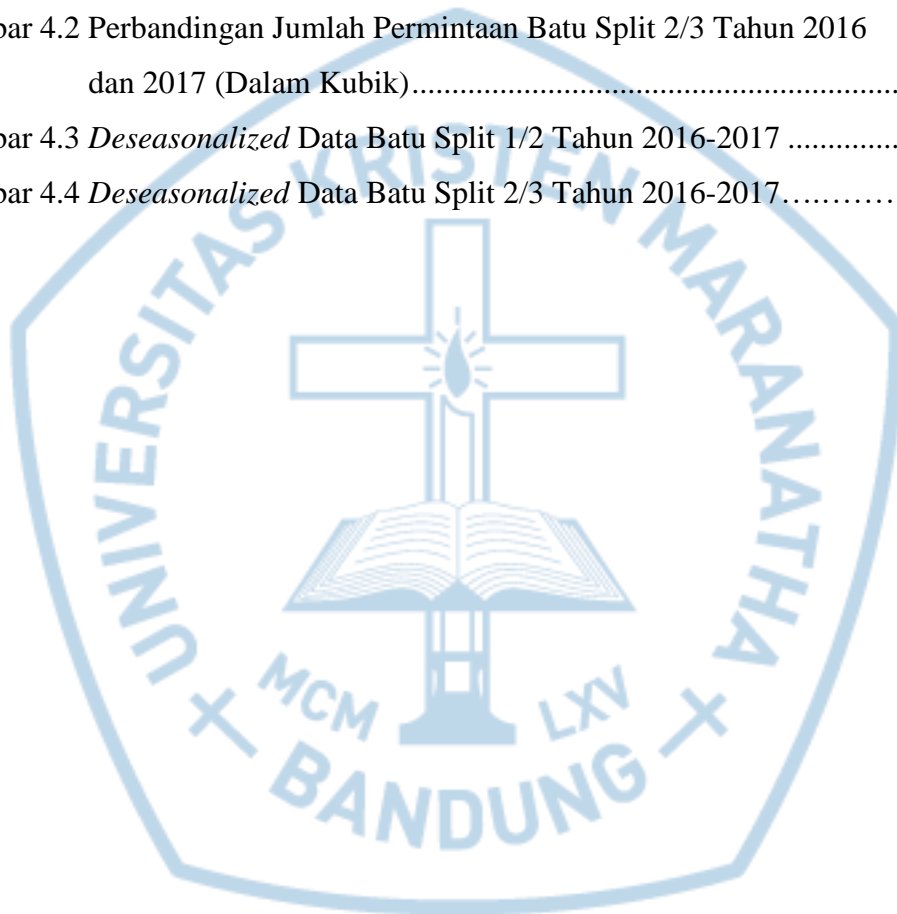 bar 4.2 Perbandingan Jumlah Permintaan Batu Split 2/3 Tahun 2016
dan 2017 (Dalam Kubik)..........................................................
bar 4.3 Deseasonalized Data Batu Split 1/2 Tahun 2016-2017 ..............
bar 4.4 Deseasonalized Data Batu Split 2/3 Tahun 2016-2017…………
UNIVERSITAS KRISTEN MARANATHA
MCM LXV
BANDUNG